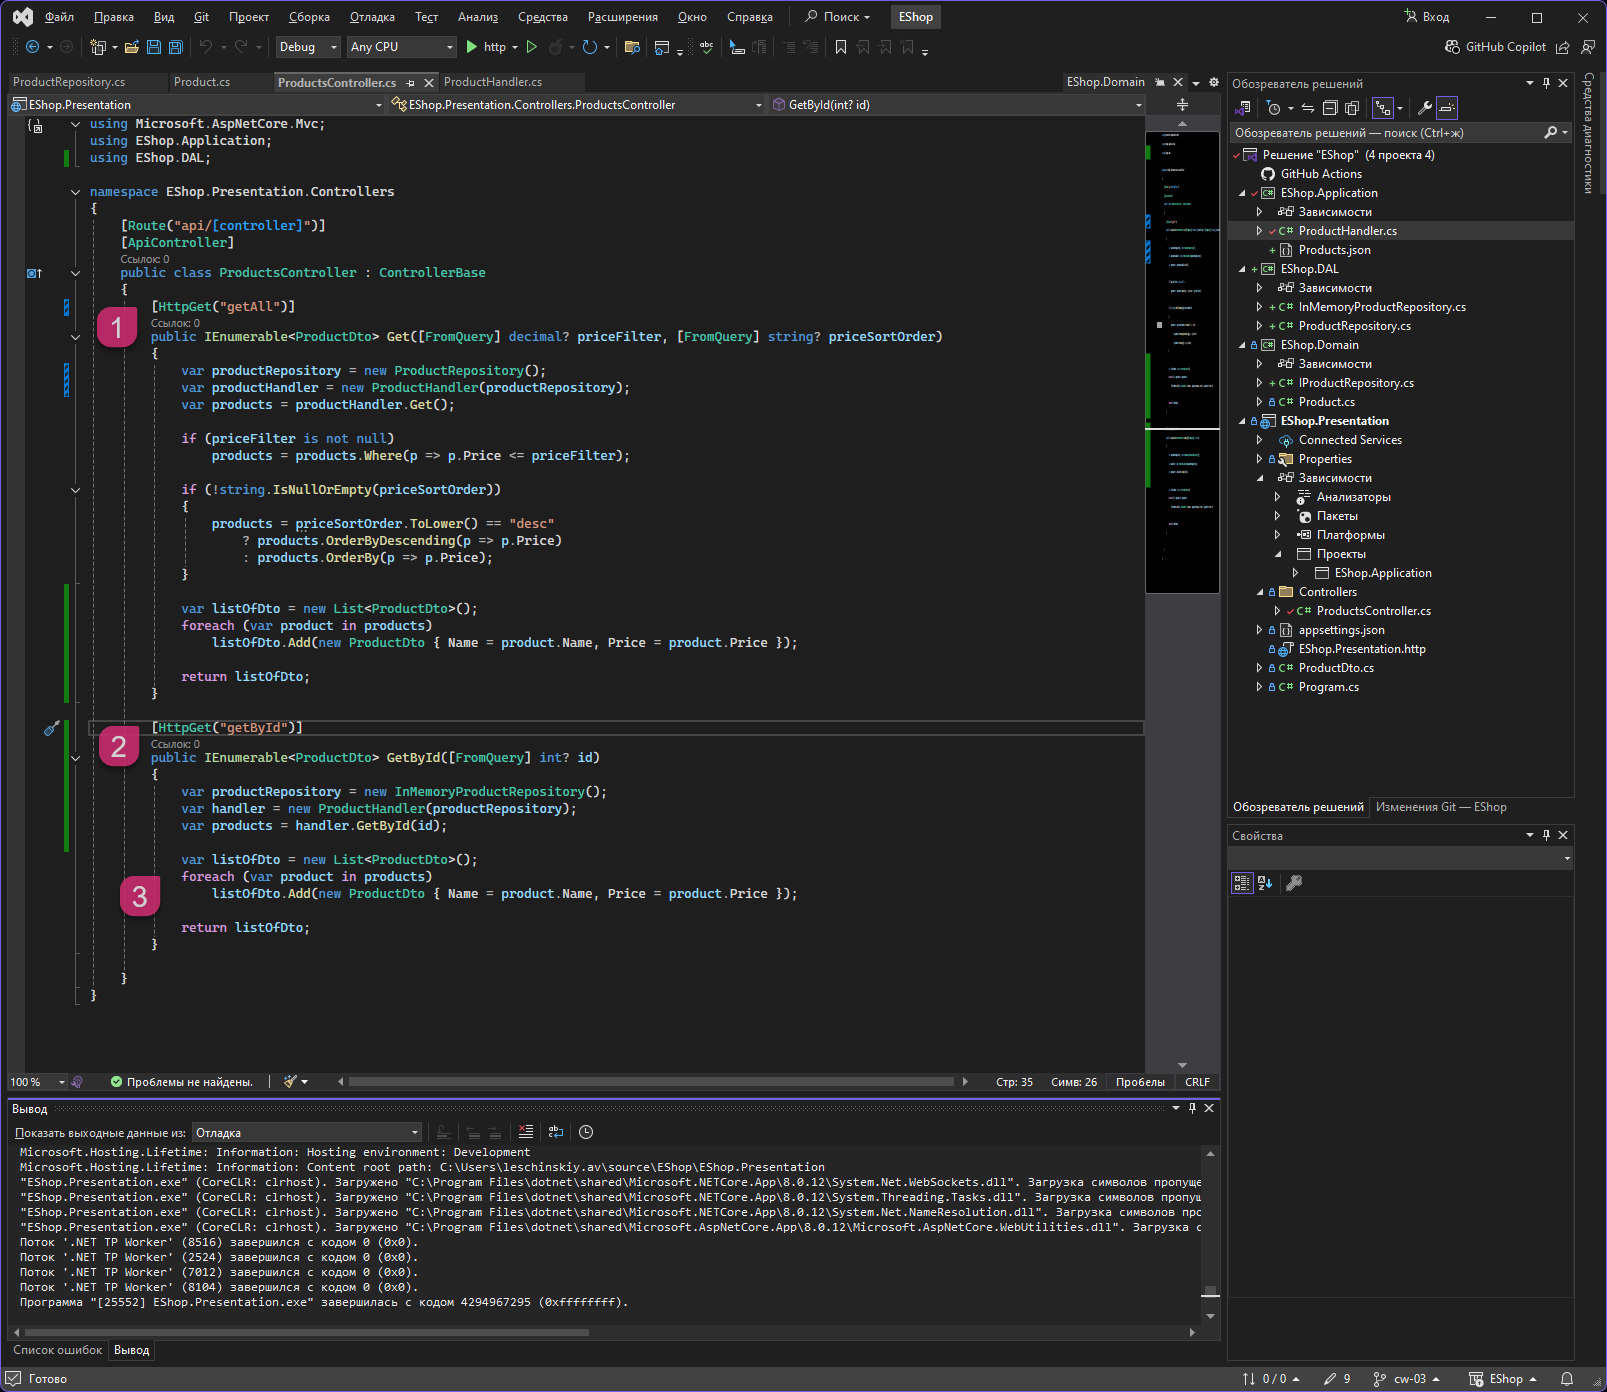 Файл Правка Вид Git Проект Сборка Отладка Тест Анализ Средства Расширения Окно Справка Поиск EShop Вход
Debug Any CPU http GitHub Copilot
ProductRepository.cs Product.cs ProductsController.cs ProductHandler.cs EShop.Domain
EShop.Presentation EShop.Presentation.Controllers.ProductsController GetById(int? id)
using Microsoft.AspNetCore.Mvc;
using EShop.Application;
using EShop.DAL;
namespace EShop.Presentation.Controllers
{
[Route("api/[controller]")]
[ApiController]
Ссылок: 0
public class ProductsController : ControllerBase
{
[HttpGet("getAll")]
1
Ссылок: 0
public IEnumerable<ProductDto> Get([FromQuery] decimal? priceFilter, [FromQuery] string? priceSortOrder)
{
var productRepository = new ProductRepository();
var productHandler = new ProductHandler(productRepository);
var products = productHandler.Get();
if (priceFilter is not null)
products = products.Where(p => p.Price <= priceFilter);
if (!string.IsNullOrEmpty(priceSortOrder))
{
products = priceSortOrder.ToLower() == "desc"
? products.OrderByDescending(p => p.Price)
: products.OrderBy(p => p.Price);
}
var listOfDto = new List<ProductDto>();
foreach (var product in products)
listOfDto.Add(new ProductDto { Name = product.Name, Price = product.Price });
return listOfDto;
}
[HttpGet("getById")]
2
Ссылок: 0
public IEnumerable<ProductDto> GetById([FromQuery] int? id)
{
var productRepository = new InMemoryProductRepository();
var handler = new ProductHandler(productRepository);
var products = handler.GetById(id);
var listOfDto = new List<ProductDto>();
foreach (var product in products)
3
listOfDto.Add(new ProductDto { Name = product.Name, Price = product.Price });
return listOfDto;
}
}
}
100 % Проблемы не найдены. Стр: 35 Симв: 26 Пробелы CRLF
Вывод
Показать выходные данные из: Отладка
Microsoft.Hosting.Lifetime: Information: Hosting environment: Development
Microsoft.Hosting.Lifetime: Information: Content root path: C:\Users\leschinskiy.av\source\EShop\EShop.Presentation
"EShop.Presentation.exe" (CoreCLR: clrhost). Загружено "C:\Program Files\dotnet\shared\Microsoft.NETCore.App\8.0.12\System.Net.WebSockets.dll". Загрузка символов пропуще
"EShop.Presentation.exe" (CoreCLR: clrhost). Загружено "C:\Program Files\dotnet\shared\Microsoft.NETCore.App\8.0.12\System.Threading.Tasks.dll". Загрузка символов пропущ
"EShop.Presentation.exe" (CoreCLR: clrhost). Загружено "C:\Program Files\dotnet\shared\Microsoft.NETCore.App\8.0.12\System.Net.NameResolution.dll". Загрузка символов про
"EShop.Presentation.exe" (CoreCLR: clrhost). Загружено "C:\Program Files\dotnet\shared\Microsoft.AspNetCore.App\8.0.12\Microsoft.AspNetCore.WebUtilities.dll". Загрузка с
Поток '.NET TP Worker' (8516) завершился с кодом 0 (0x0).
Поток '.NET TP Worker' (2524) завершился с кодом 0 (0x0).
Поток '.NET TP Worker' (7012) завершился с кодом 0 (0x0).
Поток '.NET TP Worker' (8104) завершился с кодом 0 (0x0).
Программа "[25552] EShop.Presentation.exe" завершилась с кодом 4294967295 (0xffffffff).
Список ошибок Вывод
Обозреватель решений
Обозреватель решений — поиск (Ctrl+ж)
Решение "EShop" (4 проекта 4)
GitHub Actions
EShop.Application
Зависимости
ProductHandler.cs
Products.json
EShop.DAL
Зависимости
InMemoryProductRepository.cs
ProductRepository.cs
EShop.Domain
Зависимости
IProductRepository.cs
Product.cs
EShop.Presentation
Connected Services
Properties
Зависимости
Анализаторы
Пакеты
Платформы
Проекты
EShop.Application
Controllers
ProductsController.cs
appsettings.json
EShop.Presentation.http
ProductDto.cs
Program.cs
Обозреватель решений Изменения Git — EShop
Свойства
Средства диагностики
Готово 0 / 0 9 cw-03 EShop